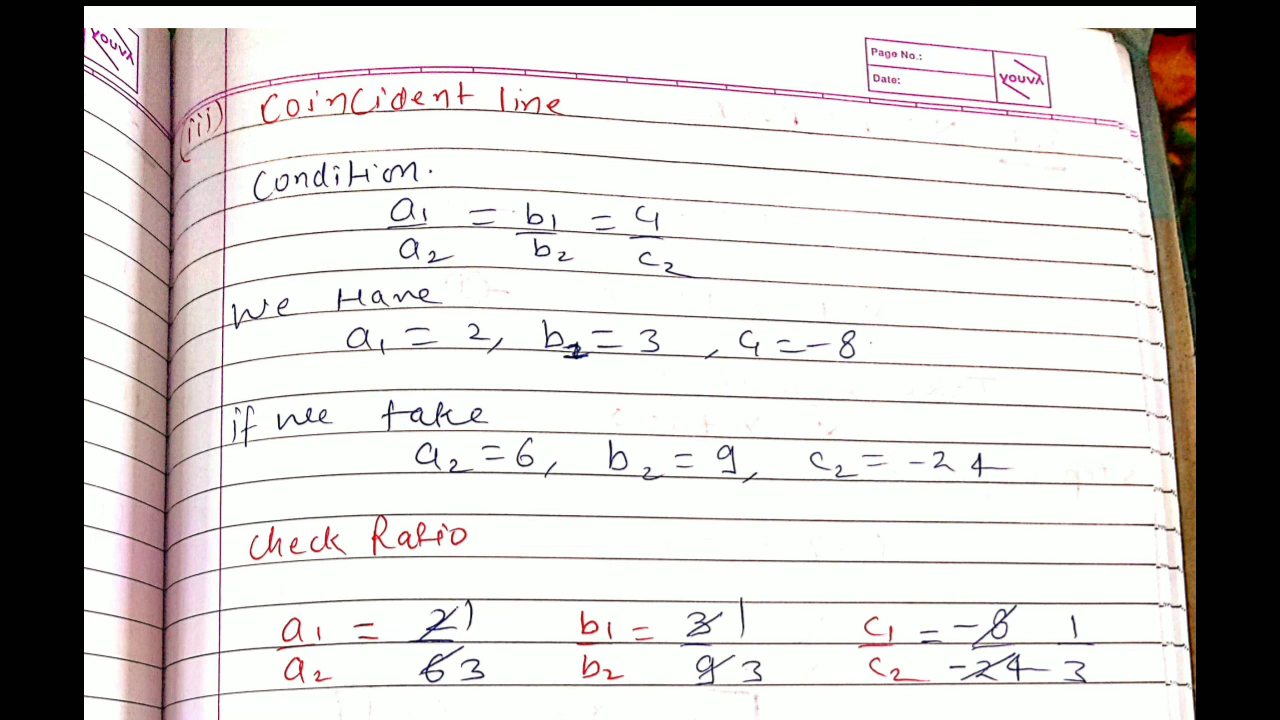 youva
Page No.:
Date:
youva
(iii) Coincident line
Condition.
a1/a2 = b1/b2 = c1/c2
We Have
a1 = 2, b1 = 3, c1 = -8
if we take
a2 = 6, b2 = 9, c2 = -24
Check Ratio
a1/a2 = 2/6 1/3 b1/b2 = 3/9 1/3 c1/c2 = -8/-24 1/3